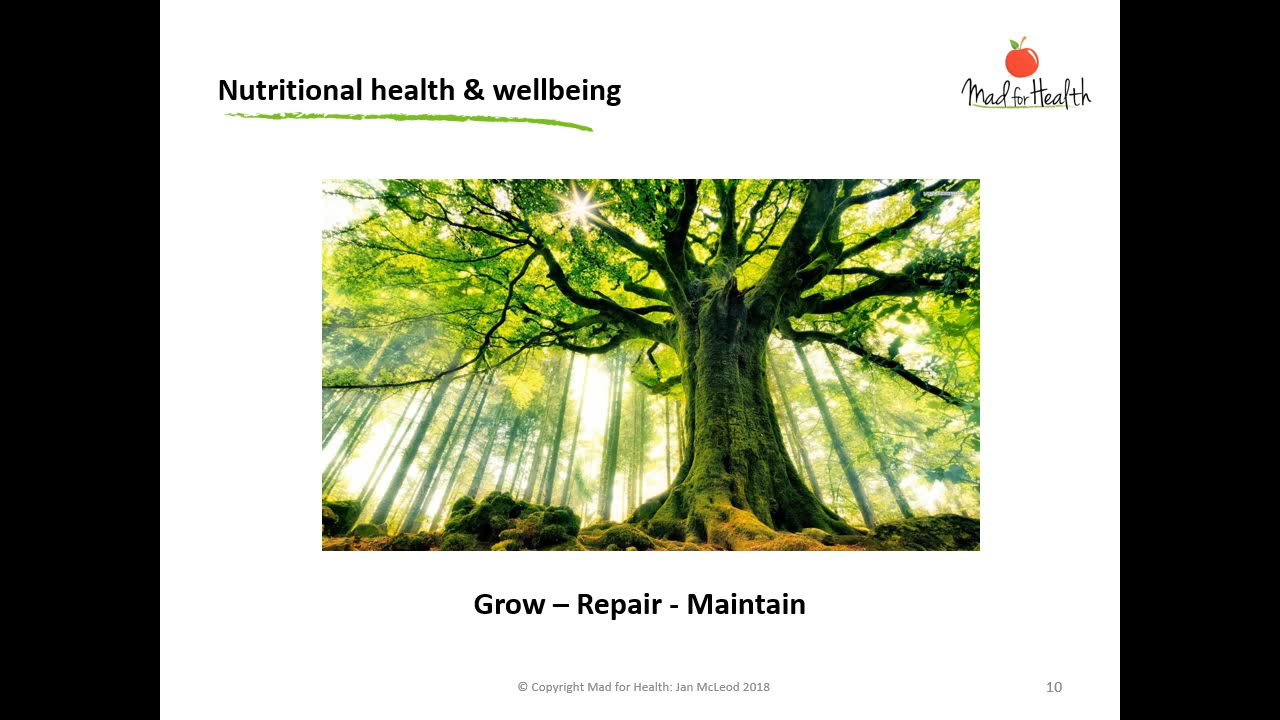 Nutritional health & wellbeing
Mad for Health
Grow – Repair - Maintain
© Copyright Mad for Health: Jan McLeod 2018
10